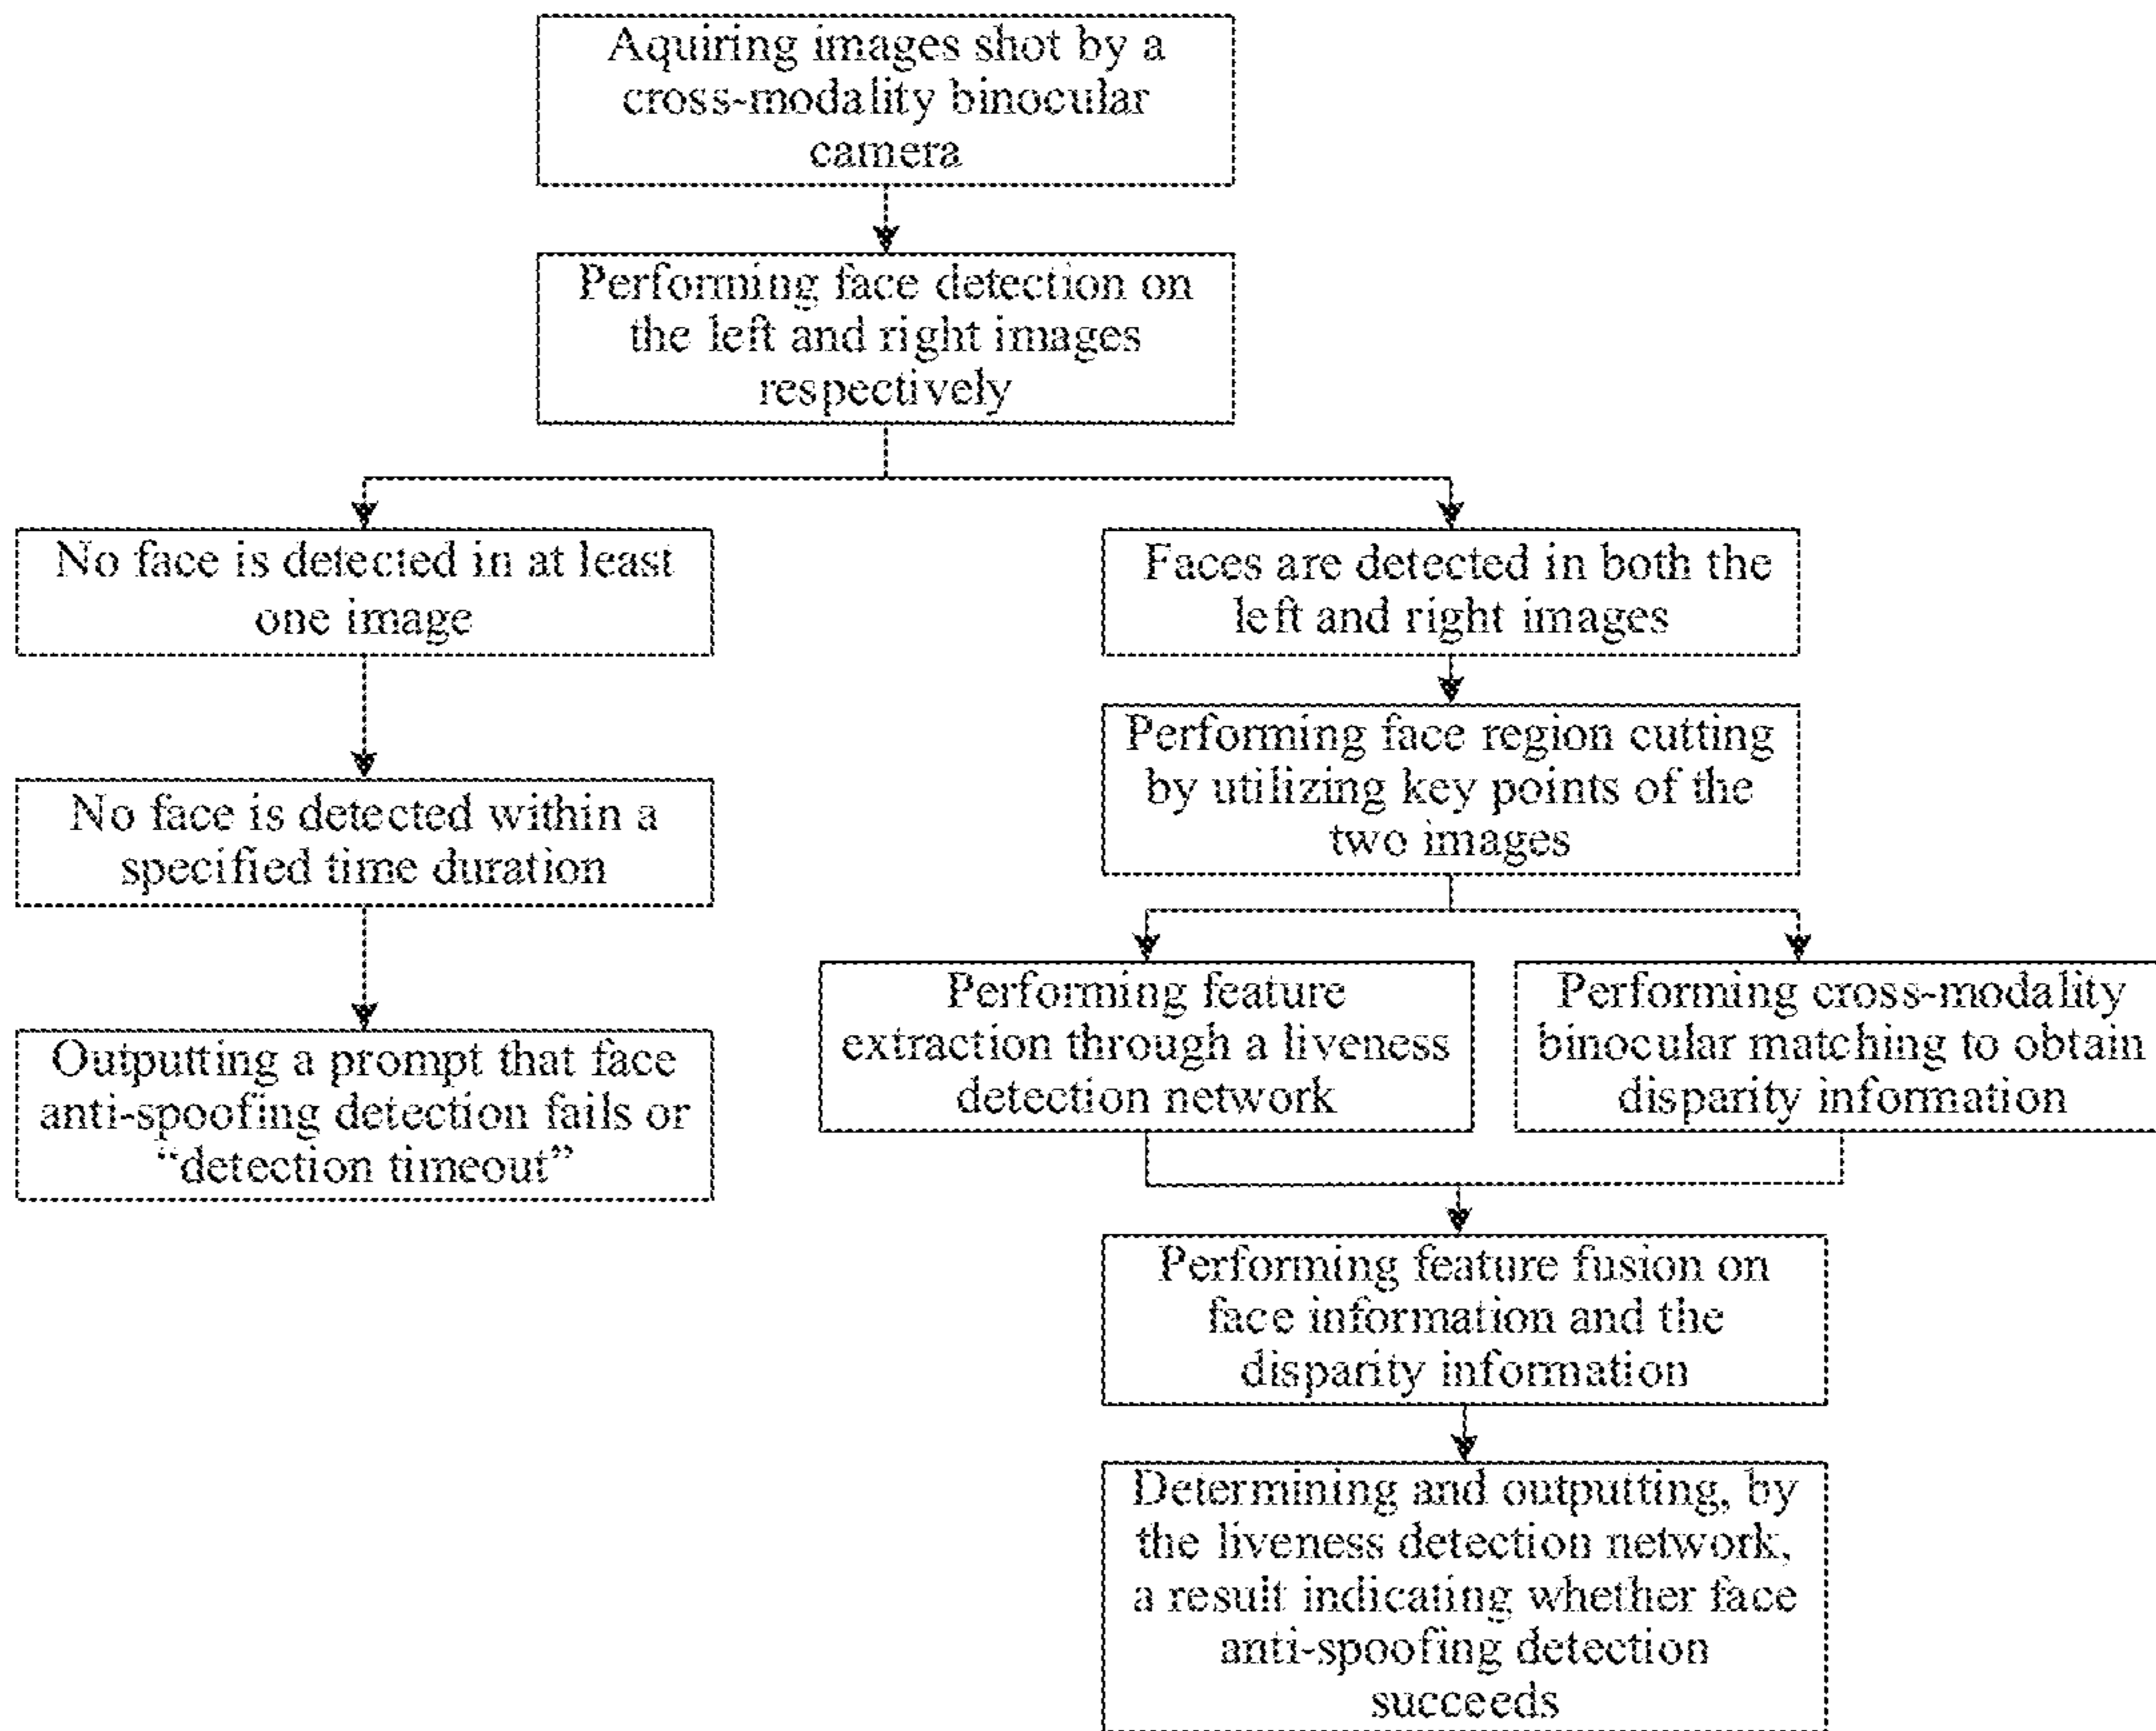 Aquiring images shot by a
cross-modality binocular
camera
Performing face detection on
the left and right images
respectively
No face is detected in at least
one image
No face is detected within a
specified time duration
Outputting a prompt that face
anti-spoofing detection fails or
“detection timeout”
Faces are detected in both the
left and right images
Performing face region cutting
by utilizing key points of the
two images
Performing feature
extraction through a liveness
detection network
Performing cross-modality
binocular matching to obtain
disparity information
Performing feature fusion on
face information and the
disparity information
Determining and outputting, by
the liveness detection network,
a result indicating whether face
anti-spoofing detection
succeeds